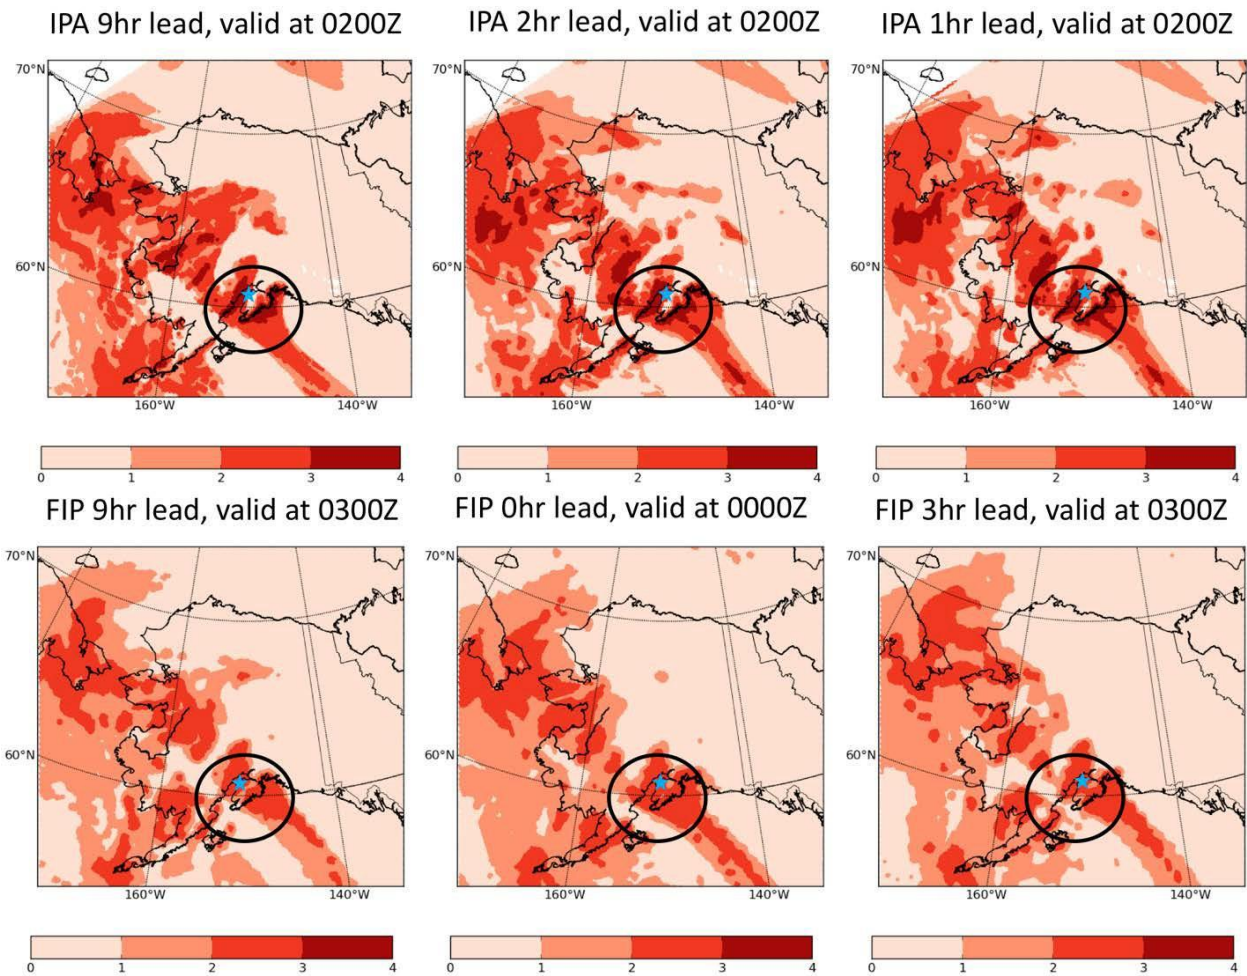 IPA 9hr lead, valid at 0200Z
IPA 2hr lead, valid at 0200Z
IPA 1hr lead, valid at 0200Z
70°N
70°N
70°N
60°N
60°N
60°N
160°W
140°W
160°W
140°W
160°W
140°W
0 1 2 3 4
0 1 2 3 4
0 1 2 3 4
FIP 9hr lead, valid at 0300Z
FIP 0hr lead, valid at 0000Z
FIP 3hr lead, valid at 0300Z
70°N
70°N
70°N
60°N
60°N
60°N
160°W
140°W
160°W
140°W
160°W
140°W
0 1 2 3 4
0 1 2 3 4
0 1 2 3 4